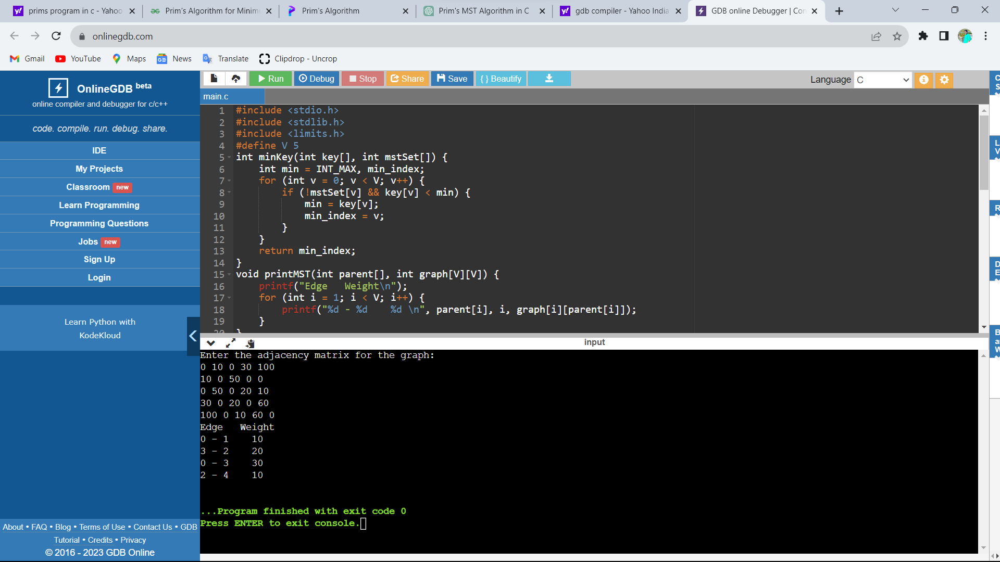 prims program in c - Yahoo
Prim's Algorithm for Minim
Prim's Algorithm
Prim's MST Algorithm in C
gdb compiler - Yahoo India
GDB online Debugger | Con
onlinegdb.com
Gmail
YouTube
Maps
News
Translate
Clipdrop - Uncrop
OnlineGDB beta
online compiler and debugger for c/c++
code. compile. run. debug. share.
IDE
My Projects
Classroom new
Learn Programming
Programming Questions
Jobs new
Sign Up
Login
Learn Python with
KodeKloud
About • FAQ • Blog • Terms of Use • Contact Us • GDB
Tutorial • Credits • Privacy
© 2016 - 2023 GDB Online
Run Debug Stop Share Save { } Beautify
Language C
main.c
1 #include <stdio.h>
2 #include <stdlib.h>
3 #include <limits.h>
4 #define V 5
5 int minKey(int key[], int mstSet[]) {
6 int min = INT_MAX, min_index;
7 for (int v = 0; v < V; v++) {
8 if (!mstSet[v] && key[v] < min) {
9 min = key[v];
10 min_index = v;
11 }
12 }
13 return min_index;
14 }
15 void printMST(int parent[], int graph[V][V]) {
16 printf("Edge   Weight\n");
17 for (int i = 1; i < V; i++) {
18 printf("%d - %d    %d \n", parent[i], i, graph[i][parent[i]]);
19 }
20 }
input
Enter the adjacency matrix for the graph:
0 10 0 30 100
10 0 50 0 0
0 50 0 20 10
30 0 20 0 60
100 0 10 60 0
Edge   Weight
0 - 1    10
3 - 2    20
0 - 3    30
2 - 4    10
...Program finished with exit code 0
Press ENTER to exit console.